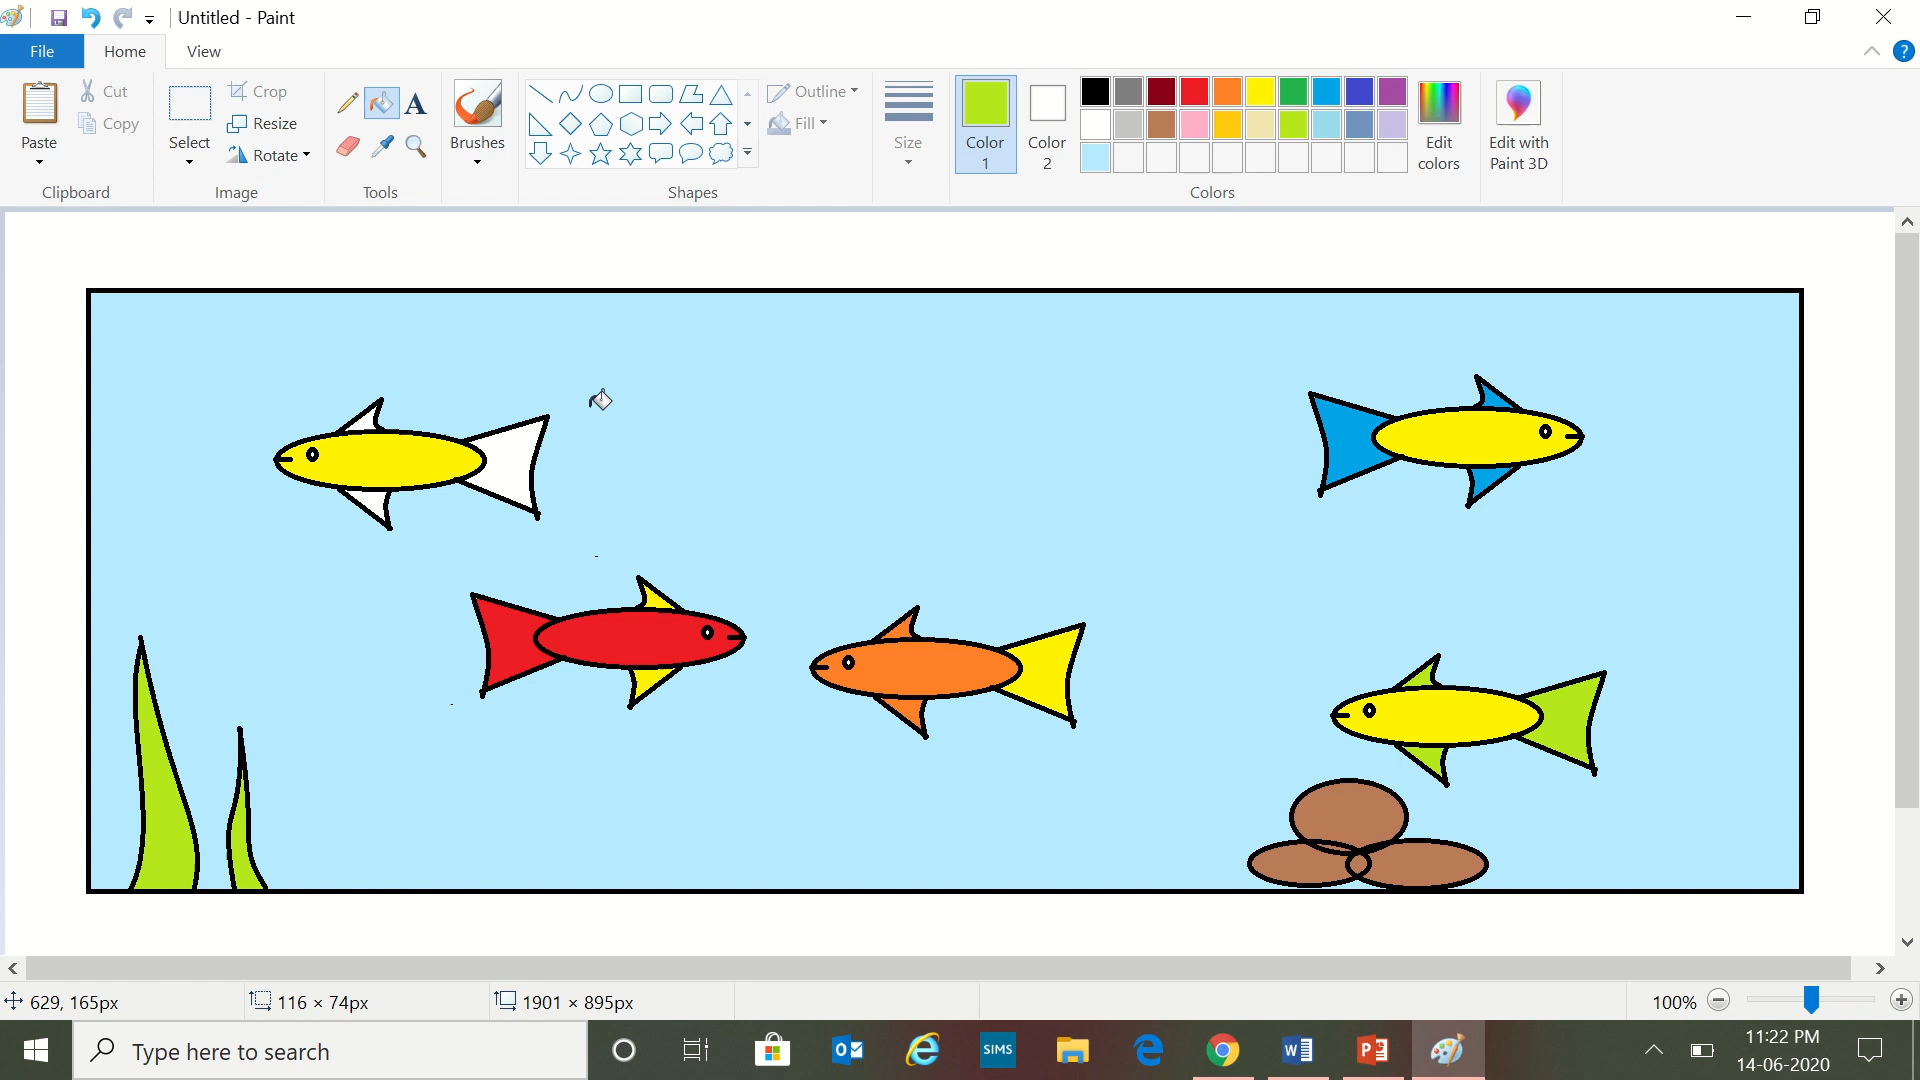 Untitled - Paint
File Home View
Cut Crop Outline
Copy Resize Fill
Paste Select Rotate Brushes Size Color 1 Color 2 Edit colors Edit with Paint 3D
Clipboard Image Tools Shapes Colors
629, 165px 116 × 74px 1901 × 895px 100%
Type here to search SIMS 11:22 PM
14-06-2020